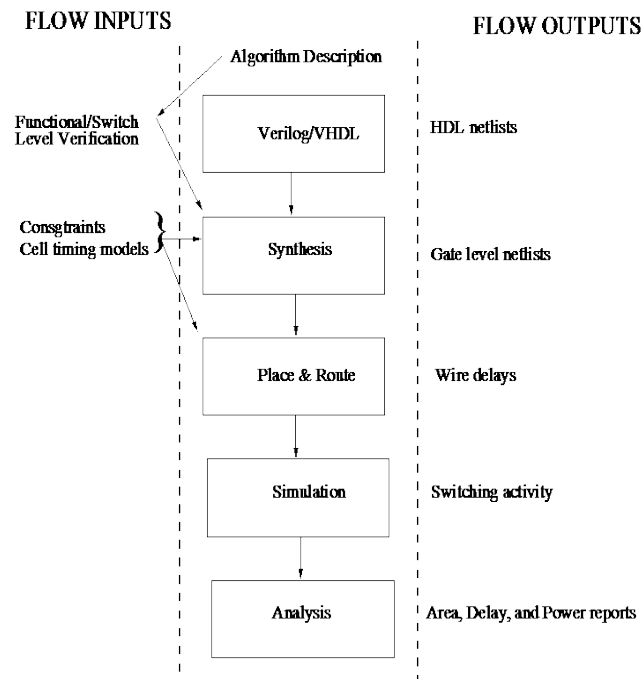 FLOW INPUTS
FLOW OUTPUTS
Algorithm Description
Functional/Switch
Level Verification
Verilog/VHDL
HDL netlists
Consgtraints
Cell timing models
}
Synthesis
Gate level netlists
Place & Route
Wire delays
Simulation
Switching activity
Analysis
Area, Delay, and Power reports